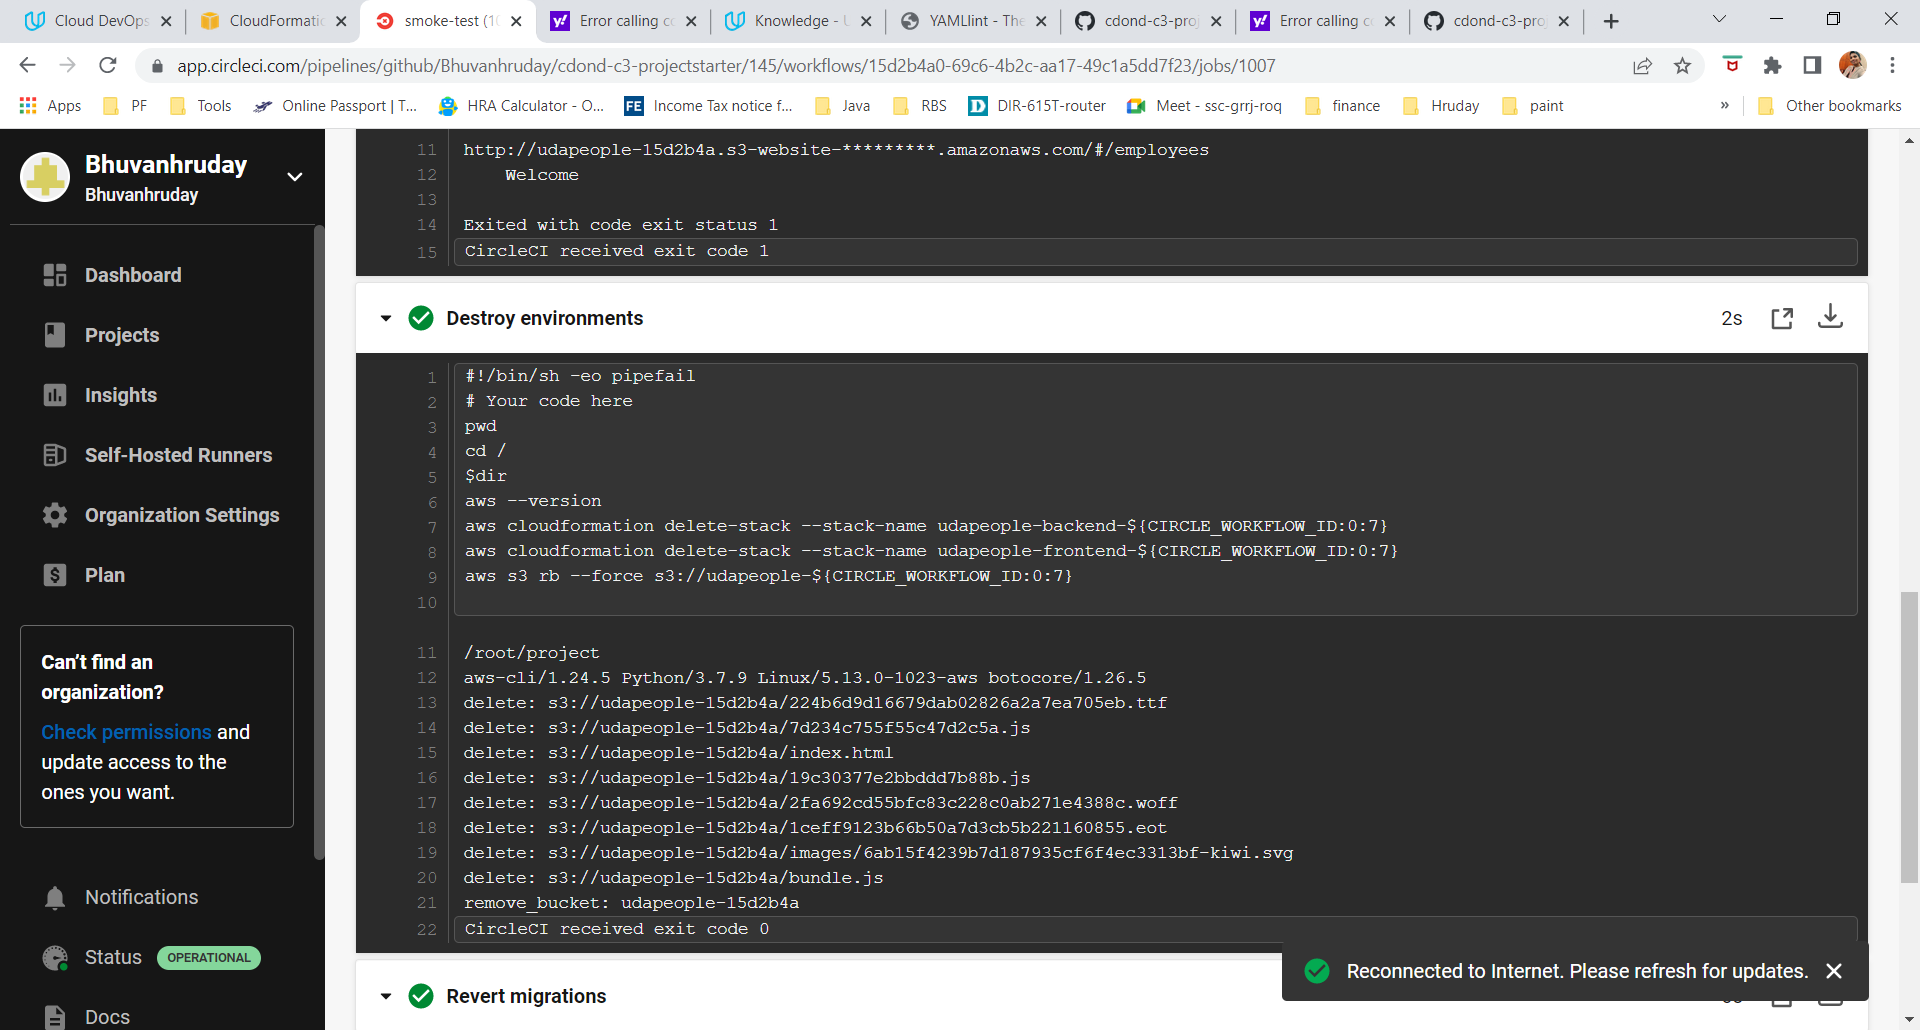 Cloud DevOps
CloudFormatic
smoke-test (10
Error calling co
Knowledge - U
YAMLlint - The
cdond-c3-proj
Error calling co
cdond-c3-proj
app.circleci.com/pipelines/github/Bhuvanhruday/cdond-c3-projectstarter/145/workflows/15d2b4a0-69c6-4b2c-aa17-49c1a5dd7f23/jobs/1007
Apps
PF
Tools
Online Passport | T...
HRA Calculator - O...
FE Income Tax notice f...
Java
RBS
D DIR-615T-router
Meet - ssc-grrj-roq
finance
Hruday
paint
»
Other bookmarks
Bhuvanhruday
Bhuvanhruday
Dashboard
Projects
Insights
Self-Hosted Runners
Organization Settings
Plan
Can't find an
organization?
Check permissions and
update access to the
ones you want.
Notifications
Status OPERATIONAL
Docs
11 http://udapeople-15d2b4a.s3-website-*********.amazonaws.com/#/employees
12 Welcome
13
14 Exited with code exit status 1
15 CircleCI received exit code 1
Destroy environments
2s
1 #!/bin/sh -eo pipefail
2 # Your code here
3 pwd
4 cd /
5 $dir
6 aws --version
7 aws cloudformation delete-stack --stack-name udapeople-backend-${CIRCLE_WORKFLOW_ID:0:7}
8 aws cloudformation delete-stack --stack-name udapeople-frontend-${CIRCLE_WORKFLOW_ID:0:7}
9 aws s3 rb --force s3://udapeople-${CIRCLE_WORKFLOW_ID:0:7}
10
11 /root/project
12 aws-cli/1.24.5 Python/3.7.9 Linux/5.13.0-1023-aws botocore/1.26.5
13 delete: s3://udapeople-15d2b4a/224b6d9d16679dab02826a2a7ea705eb.ttf
14 delete: s3://udapeople-15d2b4a/7d234c755f55c47d2c5a.js
15 delete: s3://udapeople-15d2b4a/index.html
16 delete: s3://udapeople-15d2b4a/19c30377e2bbddd7b88b.js
17 delete: s3://udapeople-15d2b4a/2fa692cd55bfc83c228c0ab271e4388c.woff
18 delete: s3://udapeople-15d2b4a/1ceff9123b66b50a7d3cb5b221160855.eot
19 delete: s3://udapeople-15d2b4a/images/6ab15f4239b7d187935cf6f4ec3313bf-kiwi.svg
20 delete: s3://udapeople-15d2b4a/bundle.js
21 remove_bucket: udapeople-15d2b4a
22 CircleCI received exit code 0
Reconnected to Internet. Please refresh for updates.
Revert migrations